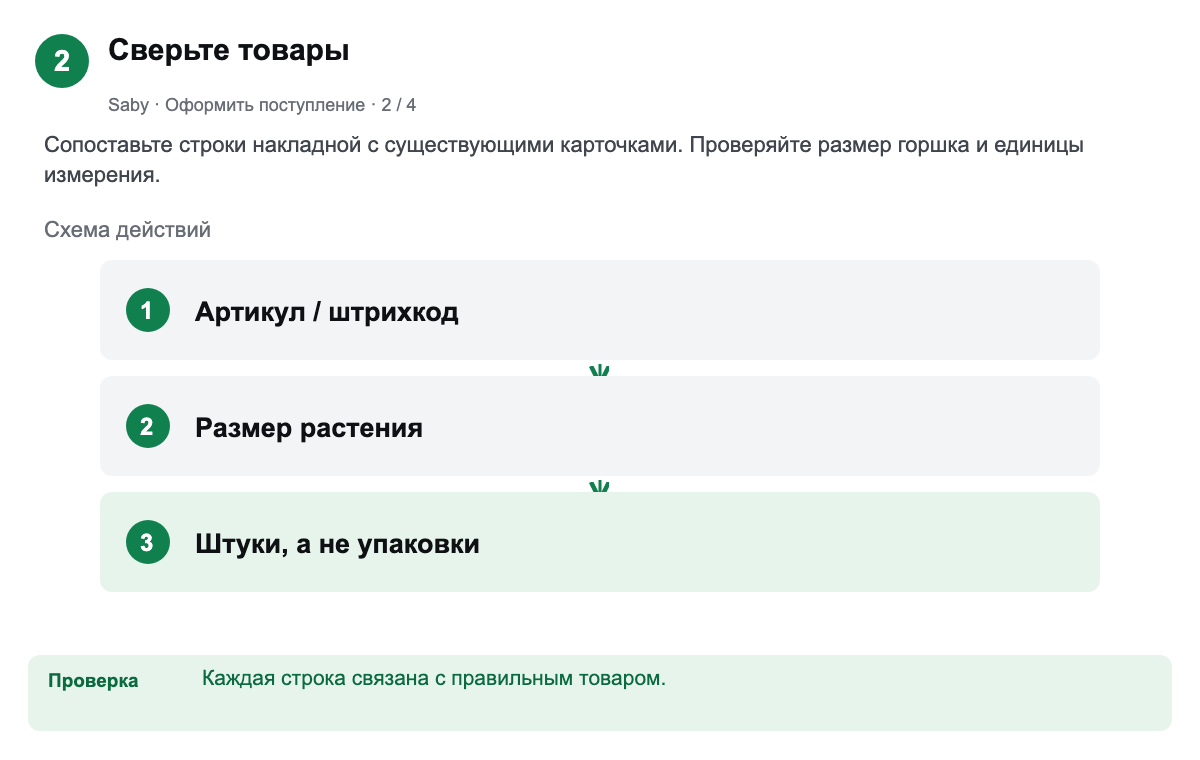 2
Сверьте товары
Saby · Оформить поступление · 2 / 4
Сопоставьте строки накладной с существующими карточками. Проверяйте размер горшка и единицы
измерения.
Схема действий
1 Артикул / штрихкод
2 Размер растения
3 Штуки, а не упаковки
Проверка Каждая строка связана с правильным товаром.